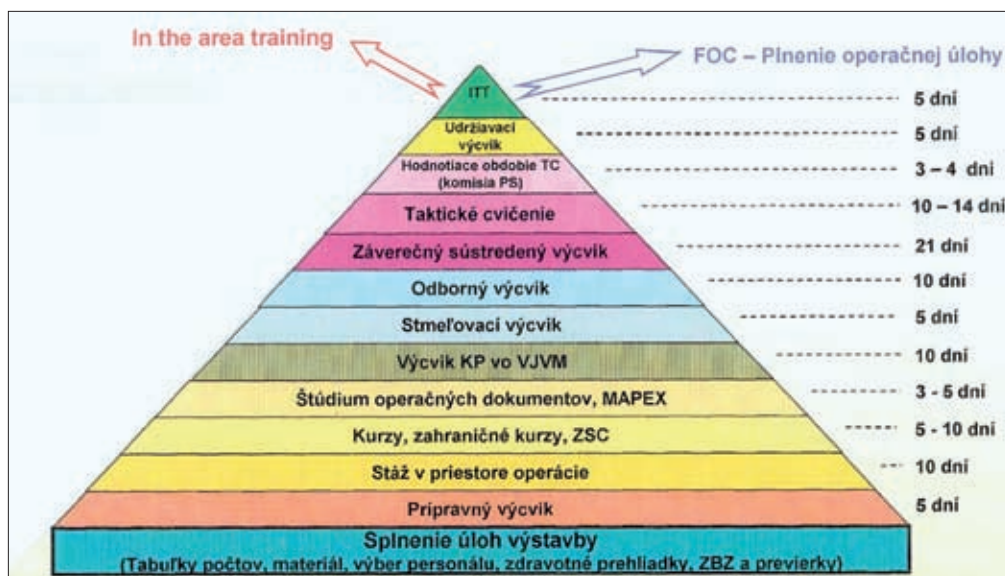 In the area training
FOC – Plnenie operačnej úlohy
ITT
5 dní
Udržiavací
výcvik
5 dní
Hodnotiace obdobie TC
(komisia PS)
3 – 4 dni
Taktické cvičenie
10 – 14 dní
Záverečný sústredený výcvik
21 dní
Odborný výcvik
10 dní
Stmeľovací výcvik
5 dní
Výcvik KP vo VJVM
10 dní
Štúdium operačných dokumentov, MAPEX
3 - 5 dní
Kurzy, zahraničné kurzy, ZSC
5 - 10 dní
Stáž v priestore operácie
10 dní
Prípravný výcvik
5 dní
Splnenie úloh výstavby
(Tabuľky počtov, materiál, výber personálu, zdravotné prehliadky, ZBZ a previerky)